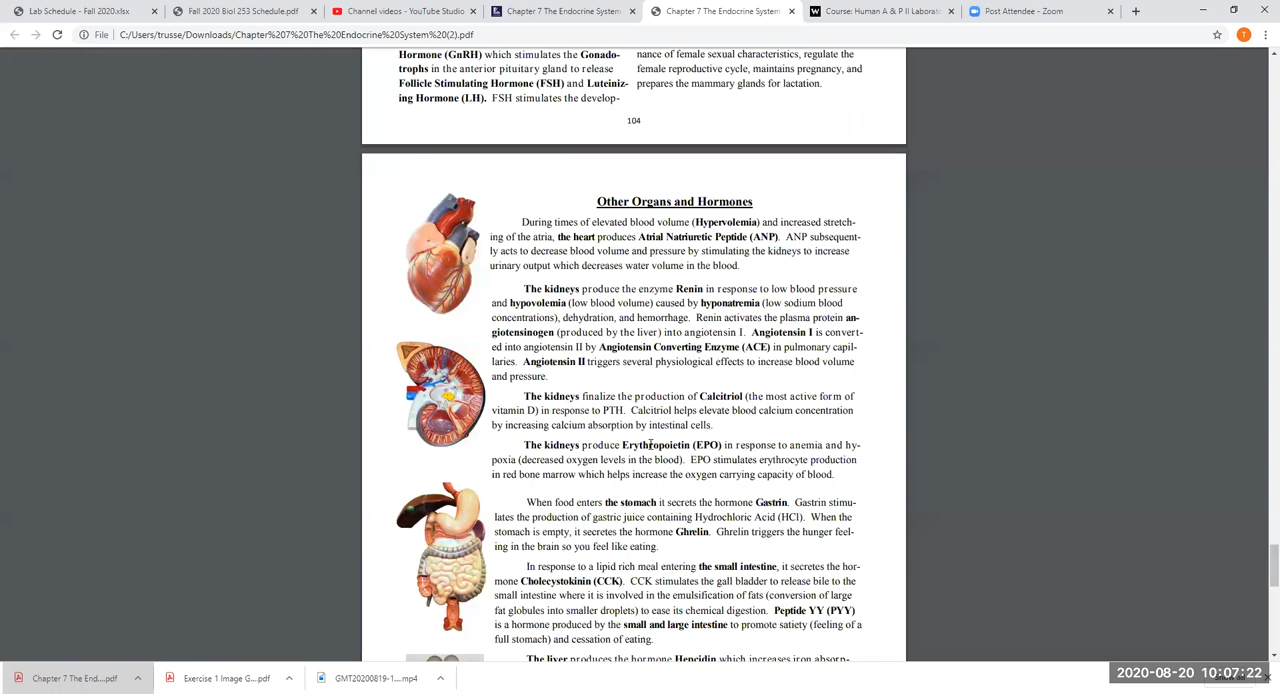 Lab Schedule - Fall 2020.xlsx
Fall 2020 Biol 253 Schedule.pdf
Channel videos - YouTube Studio
Chapter 7 The Endocrine System
Chapter 7 The Endocrine System
Course: Human A & P II Laborat
Post Attendee - Zoom
File
C:/Users/trusse/Downloads/Chapter%207%20The%20Endocrine%20System%20(2).pdf
T
Hormone (GnRH) which stimulates the Gonado-
trophs in the anterior pituitary gland to release
Follicle Stimulating Hormone (FSH) and Luteiniz-
ing Hormone (LH). FSH stimulates the develop-
nance of female sexual characteristics, regulate the
female reproductive cycle, maintains pregnancy, and
prepares the mammary glands for lactation.
104
Other Organs and Hormones
During times of elevated blood volume (Hypervolemia) and increased stretch-
ing of the atria, the heart produces Atrial Natriuretic Peptide (ANP). ANP subsequent-
ly acts to decrease blood volume and pressure by stimulating the kidneys to increase
urinary output which decreases water volume in the blood.
The kidneys produce the enzyme Renin in response to low blood pressure
and hypovolemia (low blood volume) caused by hyponatremia (low sodium blood
concentrations), dehydration, and hemorrhage. Renin activates the plasma protein an-
giotensinogen (produced by the liver) into angiotensin I. Angiotensin I is convert-
ed into angiotensin II by Angiotensin Converting Enzyme (ACE) in pulmonary capil-
laries. Angiotensin II triggers several physiological effects to increase blood volume
and pressure.
The kidneys finalize the production of Calcitriol (the most active form of
vitamin D) in response to PTH. Calcitriol helps elevate blood calcium concentration
by increasing calcium absorption by intestinal cells.
The kidneys produce Erythropoietin (EPO) in response to anemia and hy-
poxia (decreased oxygen levels in the blood). EPO stimulates erythrocyte production
in red bone marrow which helps increase the oxygen carrying capacity of blood.
When food enters the stomach it secrets the hormone Gastrin. Gastrin stimu-
lates the production of gastric juice containing Hydrochloric Acid (HCl). When the
stomach is empty, it secretes the hormone Ghrelin. Ghrelin triggers the hunger feel-
ing in the brain so you feel like eating.
In response to a lipid rich meal entering the small intestine, it secretes the hor-
mone Cholecystokinin (CCK). CCK stimulates the gall bladder to release bile to the
small intestine where it is involved in the emulsification of fats (conversion of large
fat globules into smaller droplets) to ease its chemical digestion. Peptide YY (PYY)
is a hormone produced by the small and large intestine to promote satiety (feeling of a
full stomach) and cessation of eating.
The liver produces the hormone Hepcidin which increases iron absorp-
Chapter 7 The End....pdf
Exercise 1 Image G....pdf
GMT20200819-1....mp4
2020-08-20 10:07:22